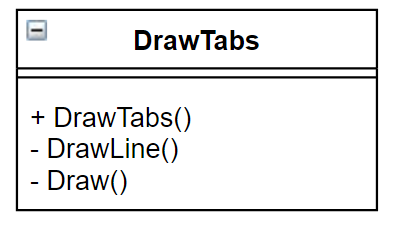 DrawTabs
+ DrawTabs()
- DrawLine()
- Draw()